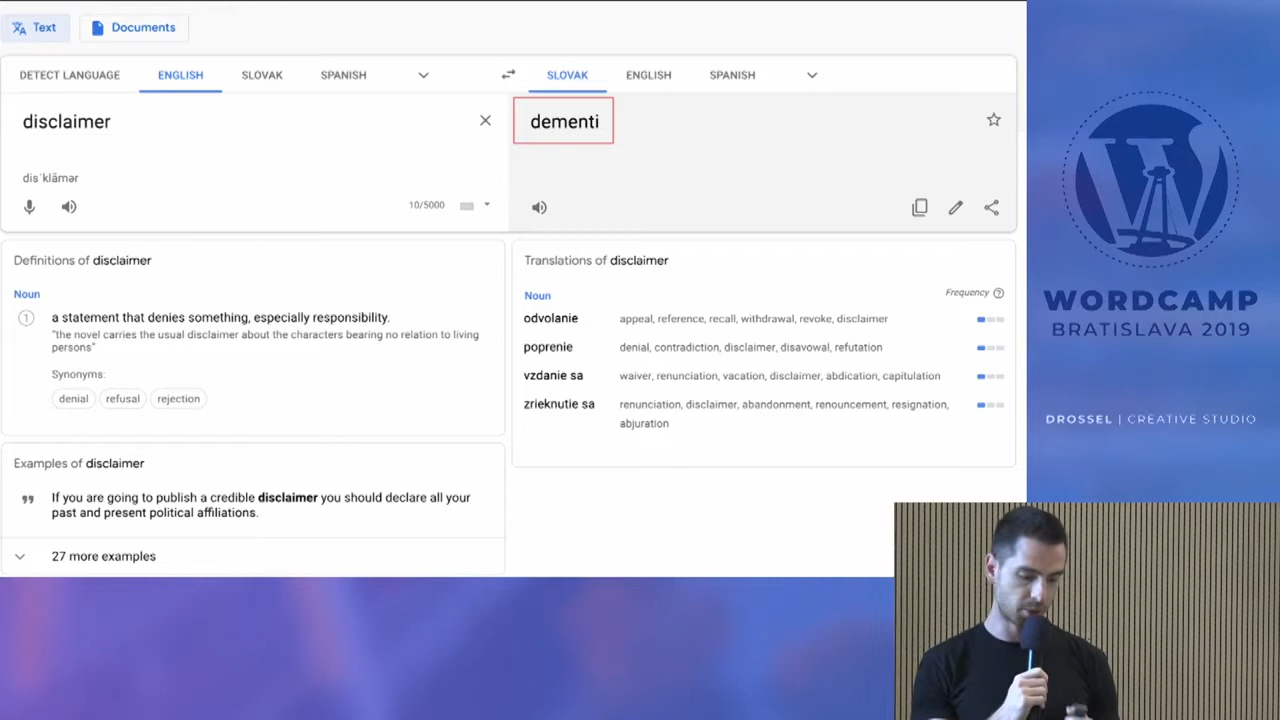 Text
Documents
DETECT LANGUAGE ENGLISH SLOVAK SPANISH
SLOVAK ENGLISH SPANISH
disclaimer
dementi
disˈklāmər
10/5000
Definitions of disclaimer
Noun
1 a statement that denies something, especially responsibility.
"the novel carries the usual disclaimer about the characters bearing no relation to living
persons"
Synonyms:
denial refusal rejection
Examples of disclaimer
If you are going to publish a credible disclaimer you should declare all your
past and present political affiliations.
27 more examples
Translations of disclaimer
Noun Frequency
odvolanie appeal, reference, recall, withdrawal, revoke, disclaimer
poprenie denial, contradiction, disclaimer, disavowal, refutation
vzdanie sa waiver, renunciation, vacation, disclaimer, abdication, capitulation
zrieknutie sa renunciation, disclaimer, abandonment, renouncement, resignation,
abjuration
WORDCAMP
BRATISLAVA 2019
DROSSEL | CREATIVE STUDIO